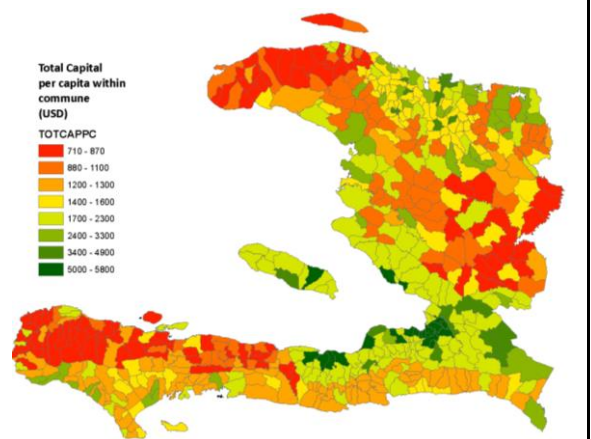 Total Capital
per capita within
commune
(USD)
TOTCAPPC
710 - 870
880 - 1100
1200 - 1300
1400 - 1600
1700 - 2300
2400 - 3300
3400 - 4900
5000 - 5800